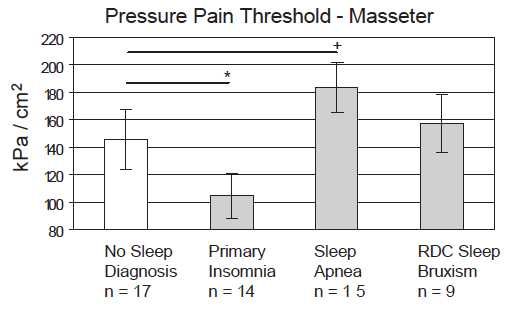 Pressure Pain Threshold - Masseter
kPa / cm²
220
200
180
160
140
120
100
80
+
*
No Sleep Diagnosis n = 17
Primary Insomnia n = 14
Sleep Apnea n = 1 5
RDC Sleep Bruxism n = 9